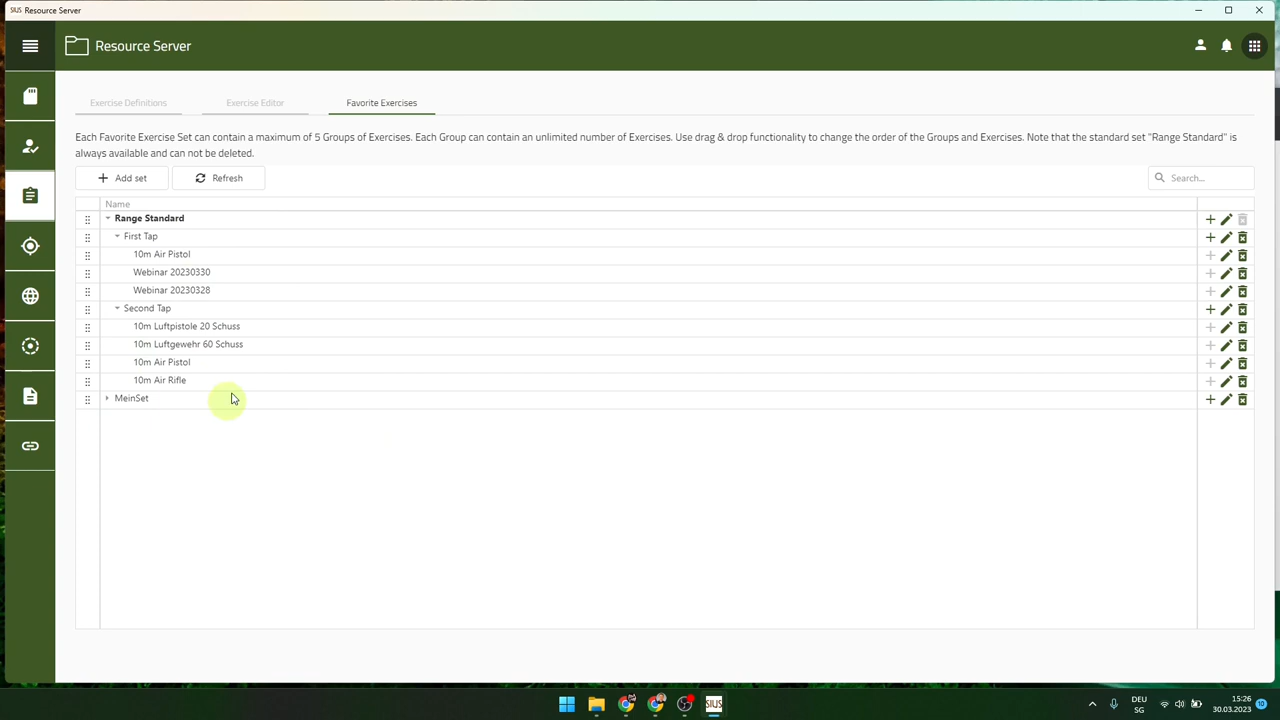 SIUS Resource Server
Resource Server
Exercise Definitions
Exercise Editor
Favorite Exercises
Each Favorite Exercise Set can contain a maximum of 5 Groups of Exercises. Each Group can contain an unlimited number of Exercises. Use drag & drop functionality to change the order of the Groups and Exercises. Note that the standard set "Range Standard" is
always available and can not be deleted.
Add set
Refresh
Search...
Name
Range Standard
First Tap
10m Air Pistol
Webinar 20230330
Webinar 20230328
Second Tap
10m Luftpistole 20 Schuss
10m Luftgewehr 60 Schuss
10m Air Pistol
10m Air Rifle
MeinSet
SIUS
DEU
SG
15:26
30.03.2023
10